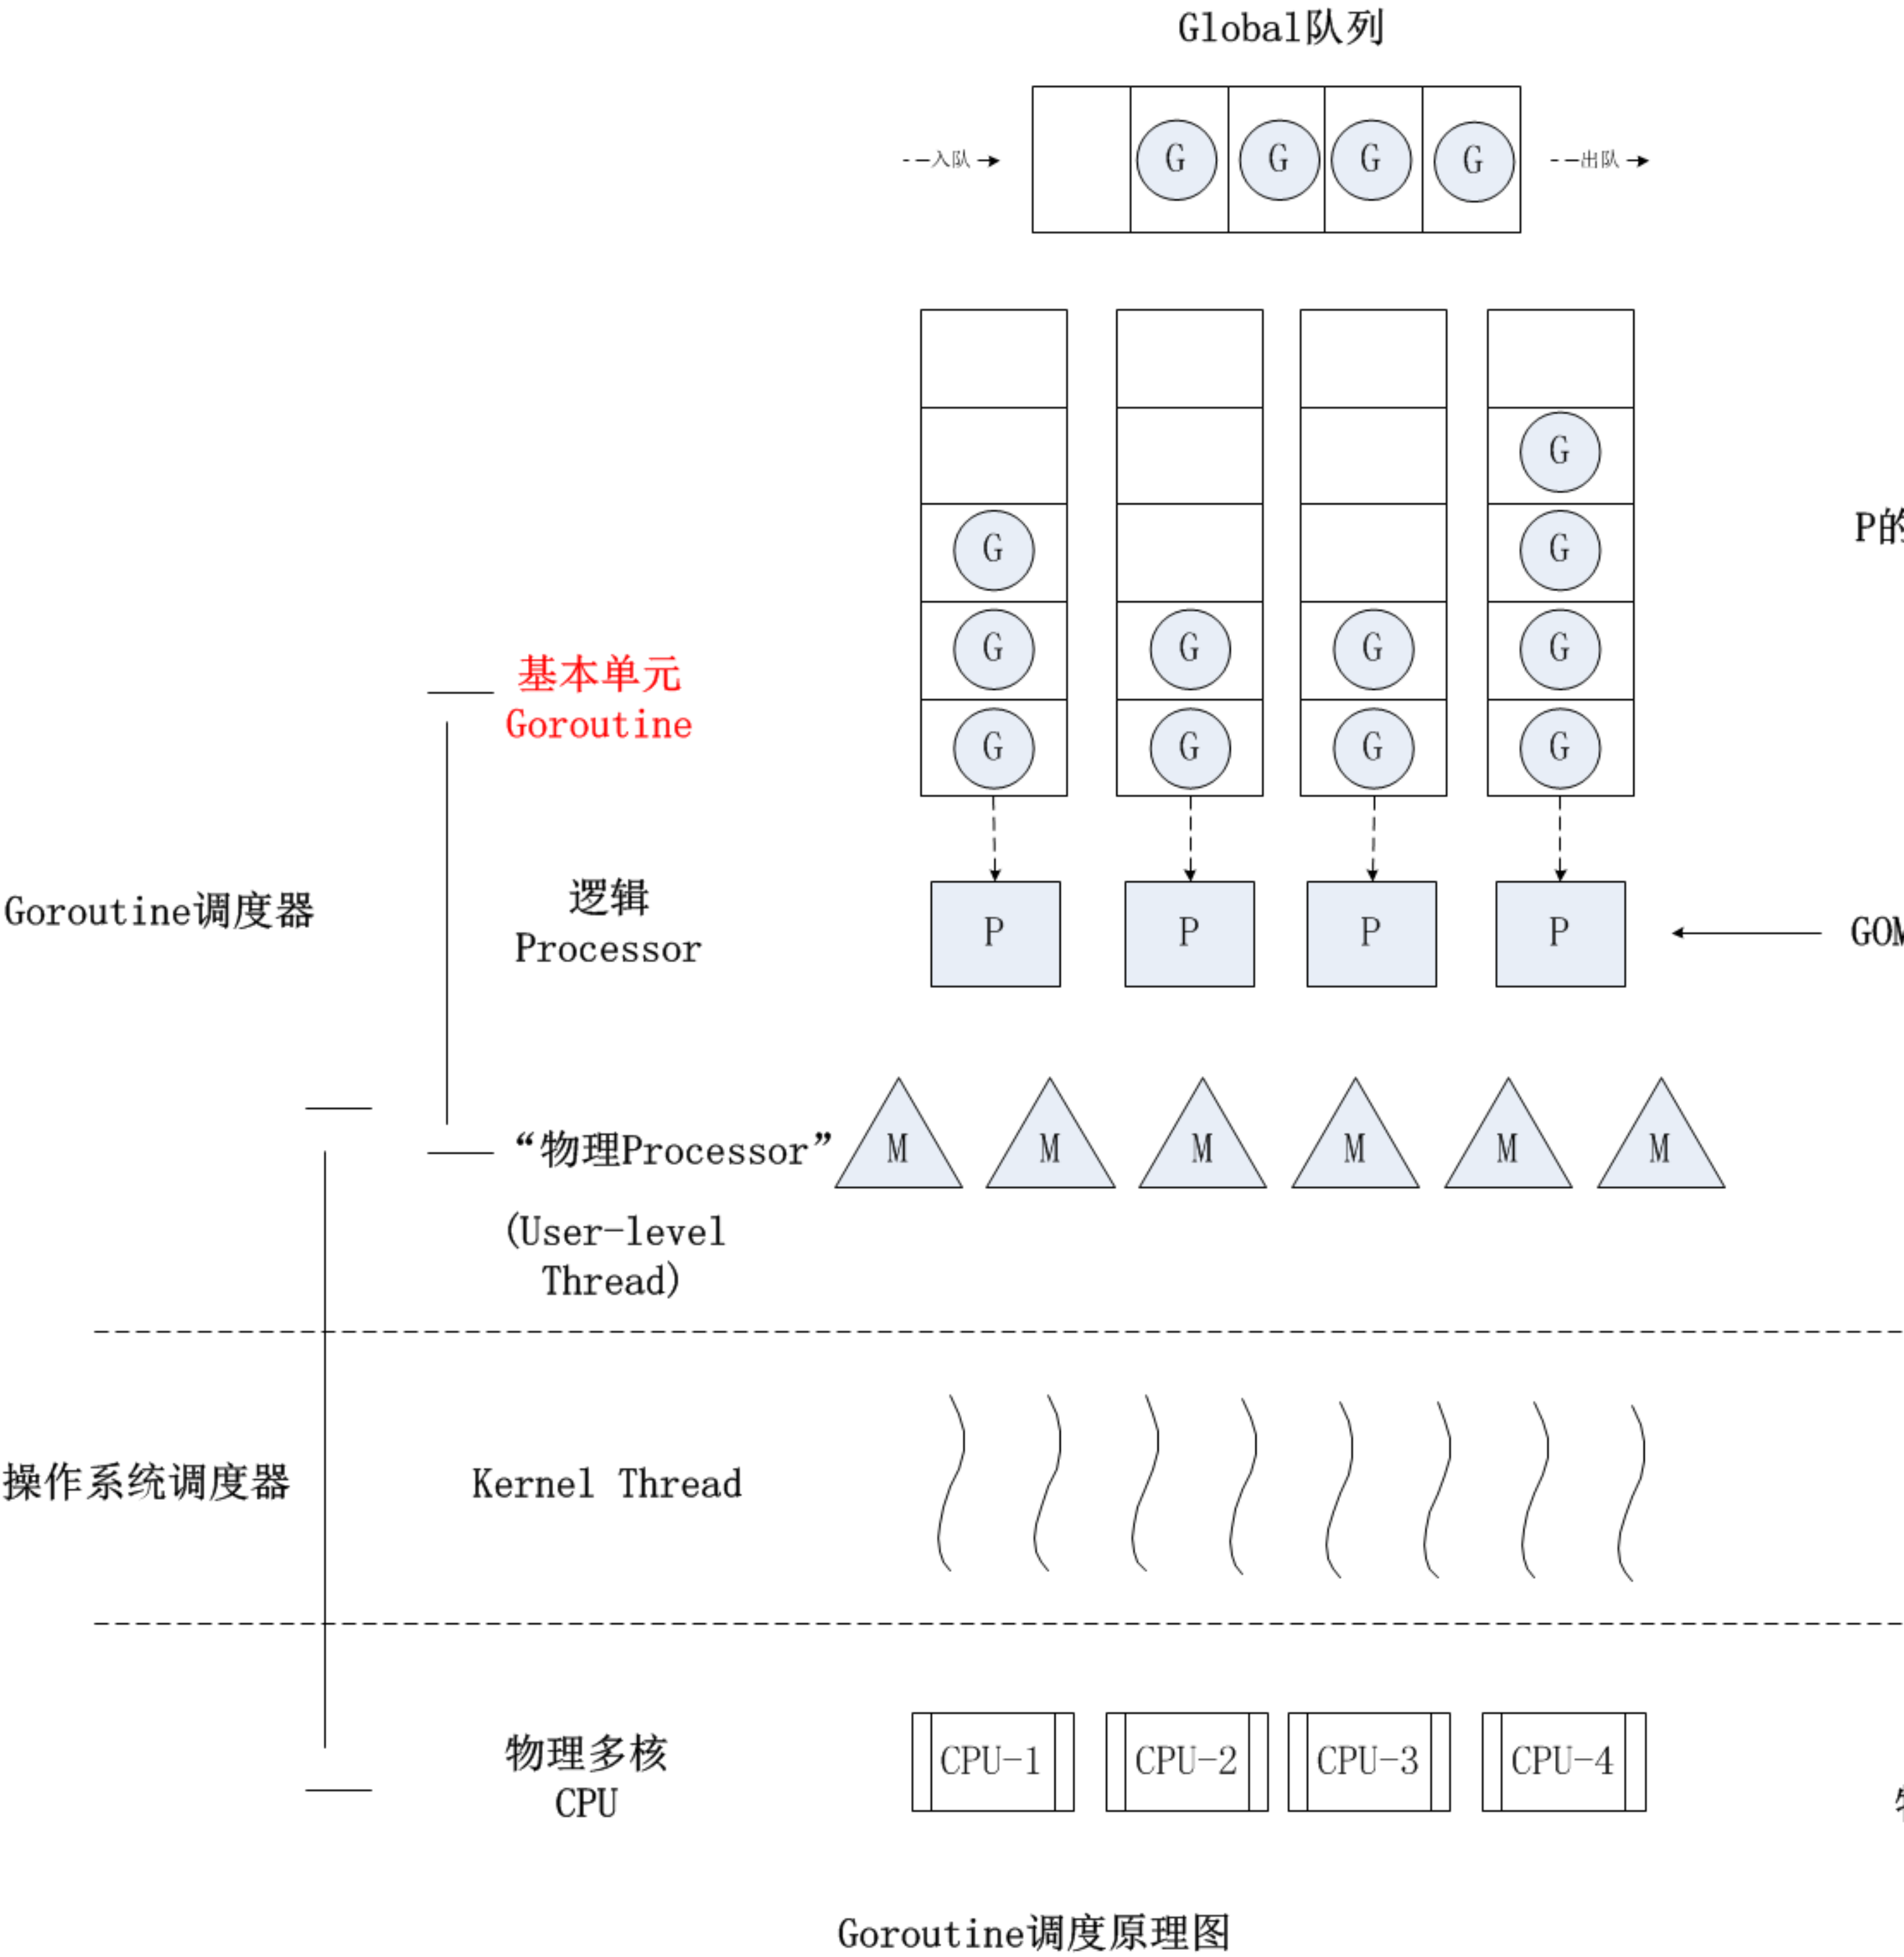 Global队列
入队
G G G G
出队
G
G G
P的
G G G G
基本单元
Goroutine
G G G G
Goroutine调度器
逻辑
Processor
P P P P
GOM
“物理Processor”
M M M M M M
(User-level
Thread)
操作系统调度器
Kernel Thread
物理多核
CPU
CPU-1 CPU-2 CPU-3 CPU-4
Goroutine调度原理图